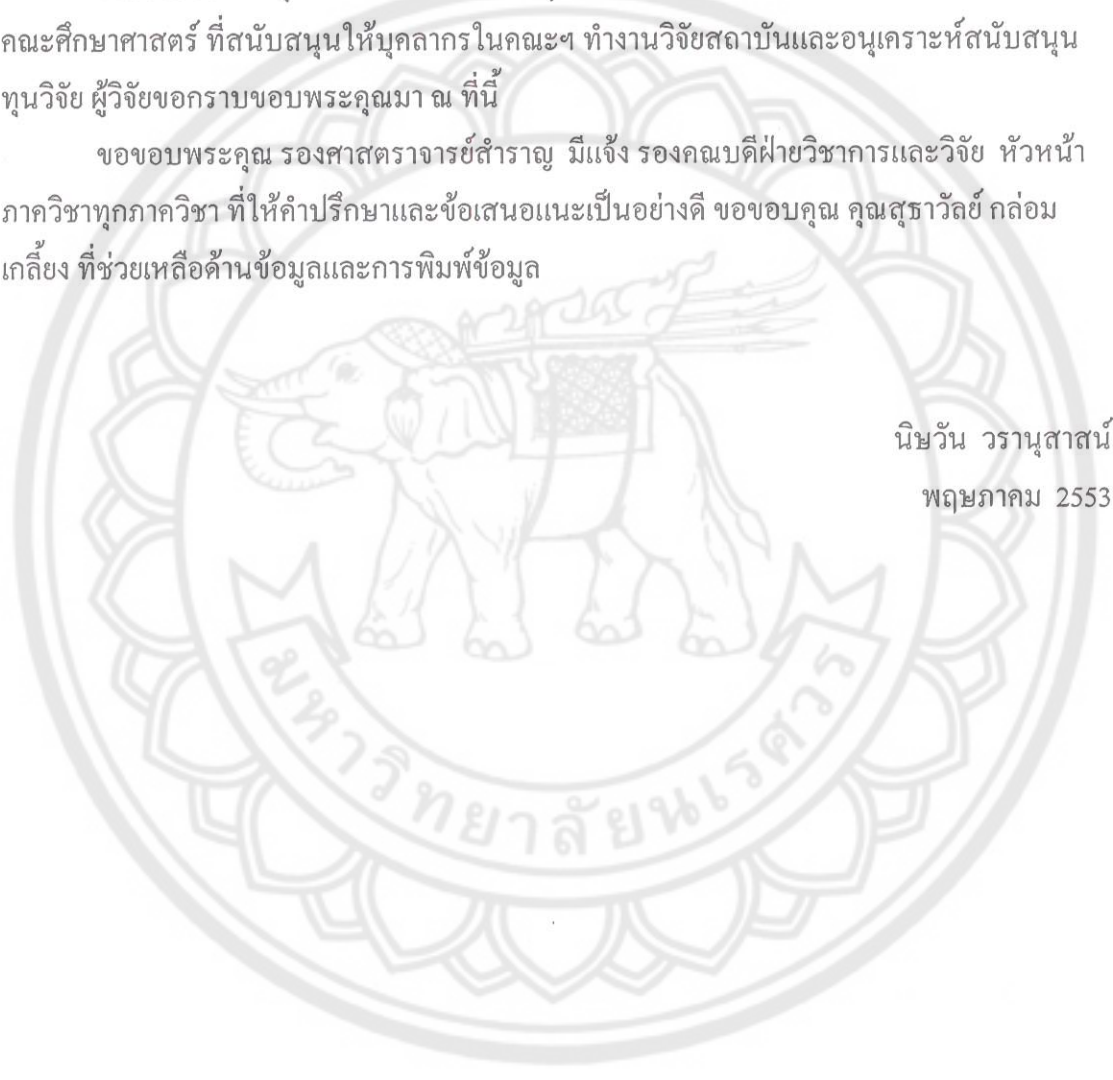 คณะศึกษาศาสตร์ ที่สนับสนุนให้บุคลากรในคณะฯ ทำงานวิจัยสถาบันและอนุเคราะห์สนับสนุน
ทุนวิจัย ผู้วิจัยขอกราบขอบพระคุณมา ณ ที่นี้
ขอขอบพระคุณ รองศาสตราจารย์สำราญ มีแจ้ง รองคณบดีฝ่ายวิชาการและวิจัย หัวหน้า
ภาควิชาทุกภาควิชา ที่ให้คำปรึกษาและข้อเสนอแนะเป็นอย่างดี ขอขอบคุณ คุณสุธาวัลย์ กล่อม
เกลี้ยง ที่ช่วยเหลือด้านข้อมูลและการพิมพ์ข้อมูล
นิษวัน วรานุสาสน์
พฤษภาคม 2553
มหาวิทยาลัยนเรศวร